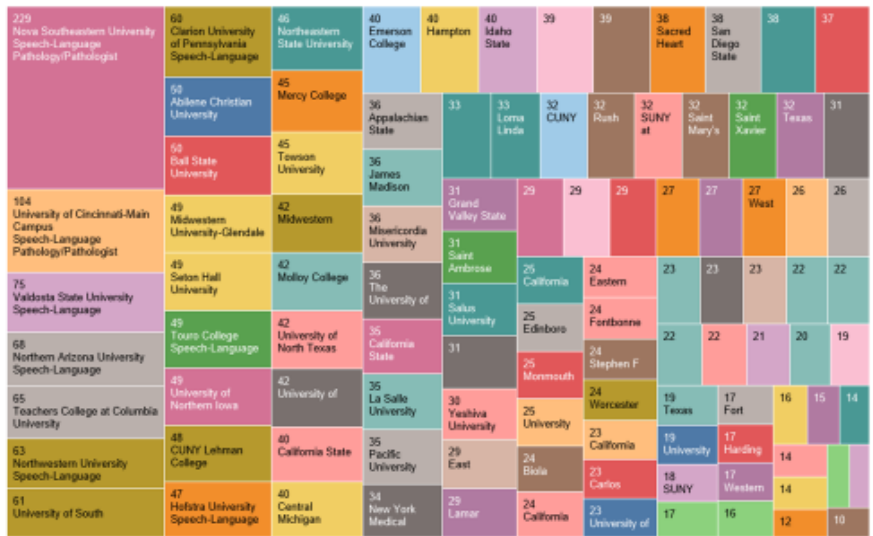 229
Nova Southeastern University
Speech-Language
Pathology/Pathologist
104
University of Cincinnati-Main
Campus
Speech-Language
Pathology/Pathologist
75
Valdosta State University
Speech-Language
68
Northern Arizona University
Speech-Language
65
Teachers College at Columbia
University
63
Northwestern University
Speech-Language
61
University of South
60
Clarion University
of Pennsylvania
Speech-Language
50
Abilene Christian
University
50
Ball State
University
49
Midwestern
University-Glendale
49
Seton Hall
University
49
Touro College
Speech-Language
49
University of
Northern Iowa
48
CUNY Lehman
College
47
Hofstra University
Speech-Language
46
Northeastern
State University
45
Mercy College
45
Towson
University
42
Midwestern
42
Molloy College
42
University of
North Texas
42
University of
40
California State
40
Central
Michigan
40
Emerson
College
40
Hampton
40
Idaho
State
39
39
38
Sacred
Heart
38
San
Diego
State
38
37
36
Appalachian
State
36
James
Madison
36
Misericordia
University
36
The
University of
35
California
State
35
La Salle
University
35
Pacific
University
34
New York
Medical
33
33
Loma
Linda
32
CUNY
32
Rush
32
SUNY
at
32
Saint
Mary's
32
Saint
Xavier
32
Texas
31
31
Grand
Valley State
31
Saint
Ambrose
31
Salus
University
31
30
Yeshiva
University
29
East
29
Lamar
29
29
29
27
27
27
West
26
26
25
California
25
Edinboro
25
Monmouth
25
University
24
Biola
24
California
24
Eastern
24
Fontbonne
24
Stephen F
24
Worcester
23
California
23
Carlos
23
University of
23
23
23
22
22
22
22
21
20
19
19
Texas
19
University
18
SUNY
17
17
Fort
17
Harding
17
Western
16
16
15
14
14
14
12
10